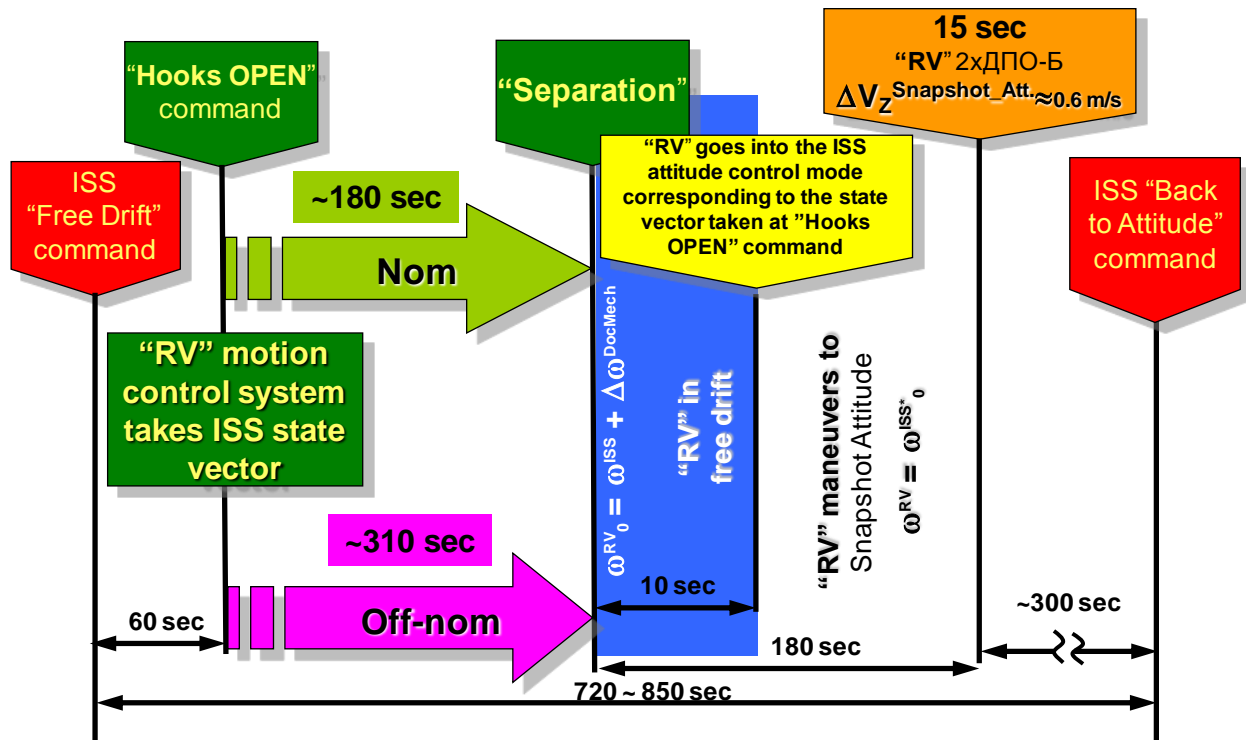 ISS
“Free Drift”
command
“Hooks OPEN”
command
“Separation”
15 sec
“RV” 2xДПО-Б
ΔVZSnapshot_Att.≈0.6 m/s
“RV” goes into the ISS
attitude control mode
corresponding to the state
vector taken at ”Hooks
OPEN” command
ISS “Back
to Attitude”
command
~180 sec
Nom
“RV” motion
control system
takes ISS state
vector
~310 sec
Off-nom
ωRV0 = ωISS + ΔωDocMech
“RV” in
free drift
“RV” maneuvers to
Snapshot Attitude
ωRV = ωISS*0
10 sec
60 sec
~300 sec
180 sec
720 ~ 850 sec